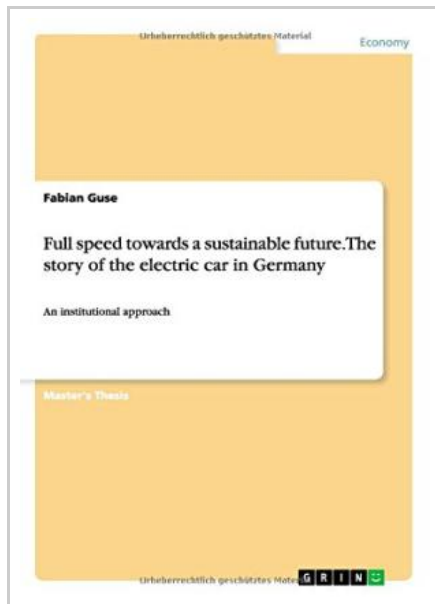 Urheberrechtlich geschütztes Material
Economy
Fabian Guse
Full speed towards a sustainable future.The
story of the electric car in Germany
An institutional approach
Master's Thesis
Urheberrechtlich geschütztes Mate
GRIN